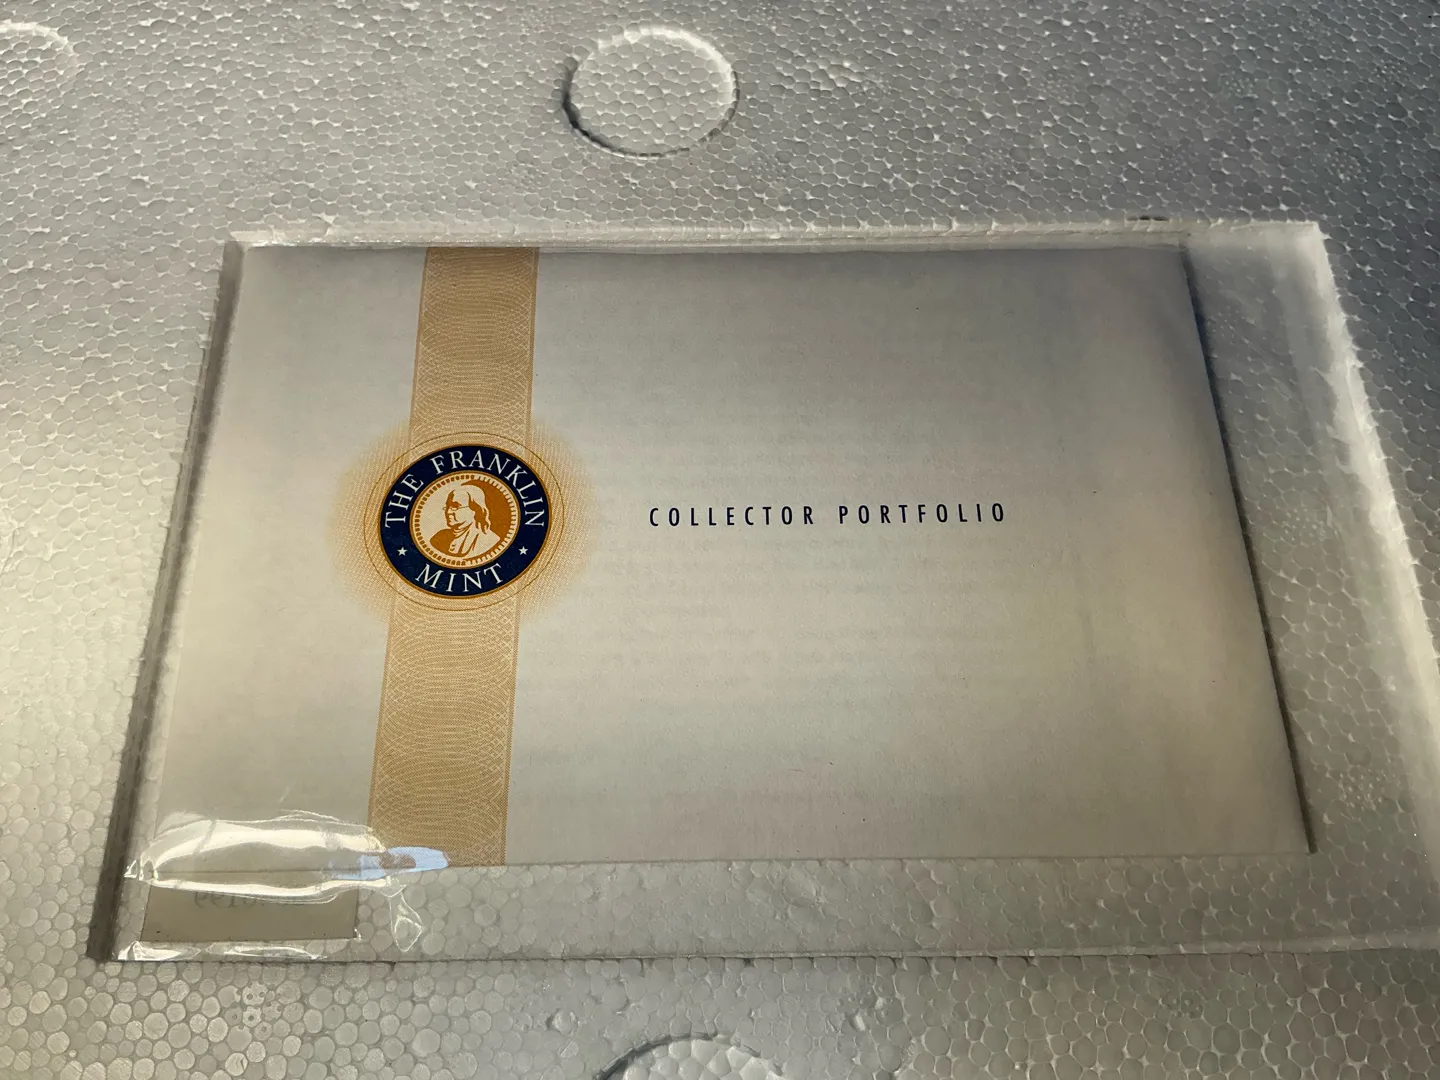 THE FRANKLIN
MINT
COLLECTOR PORTFOLIO